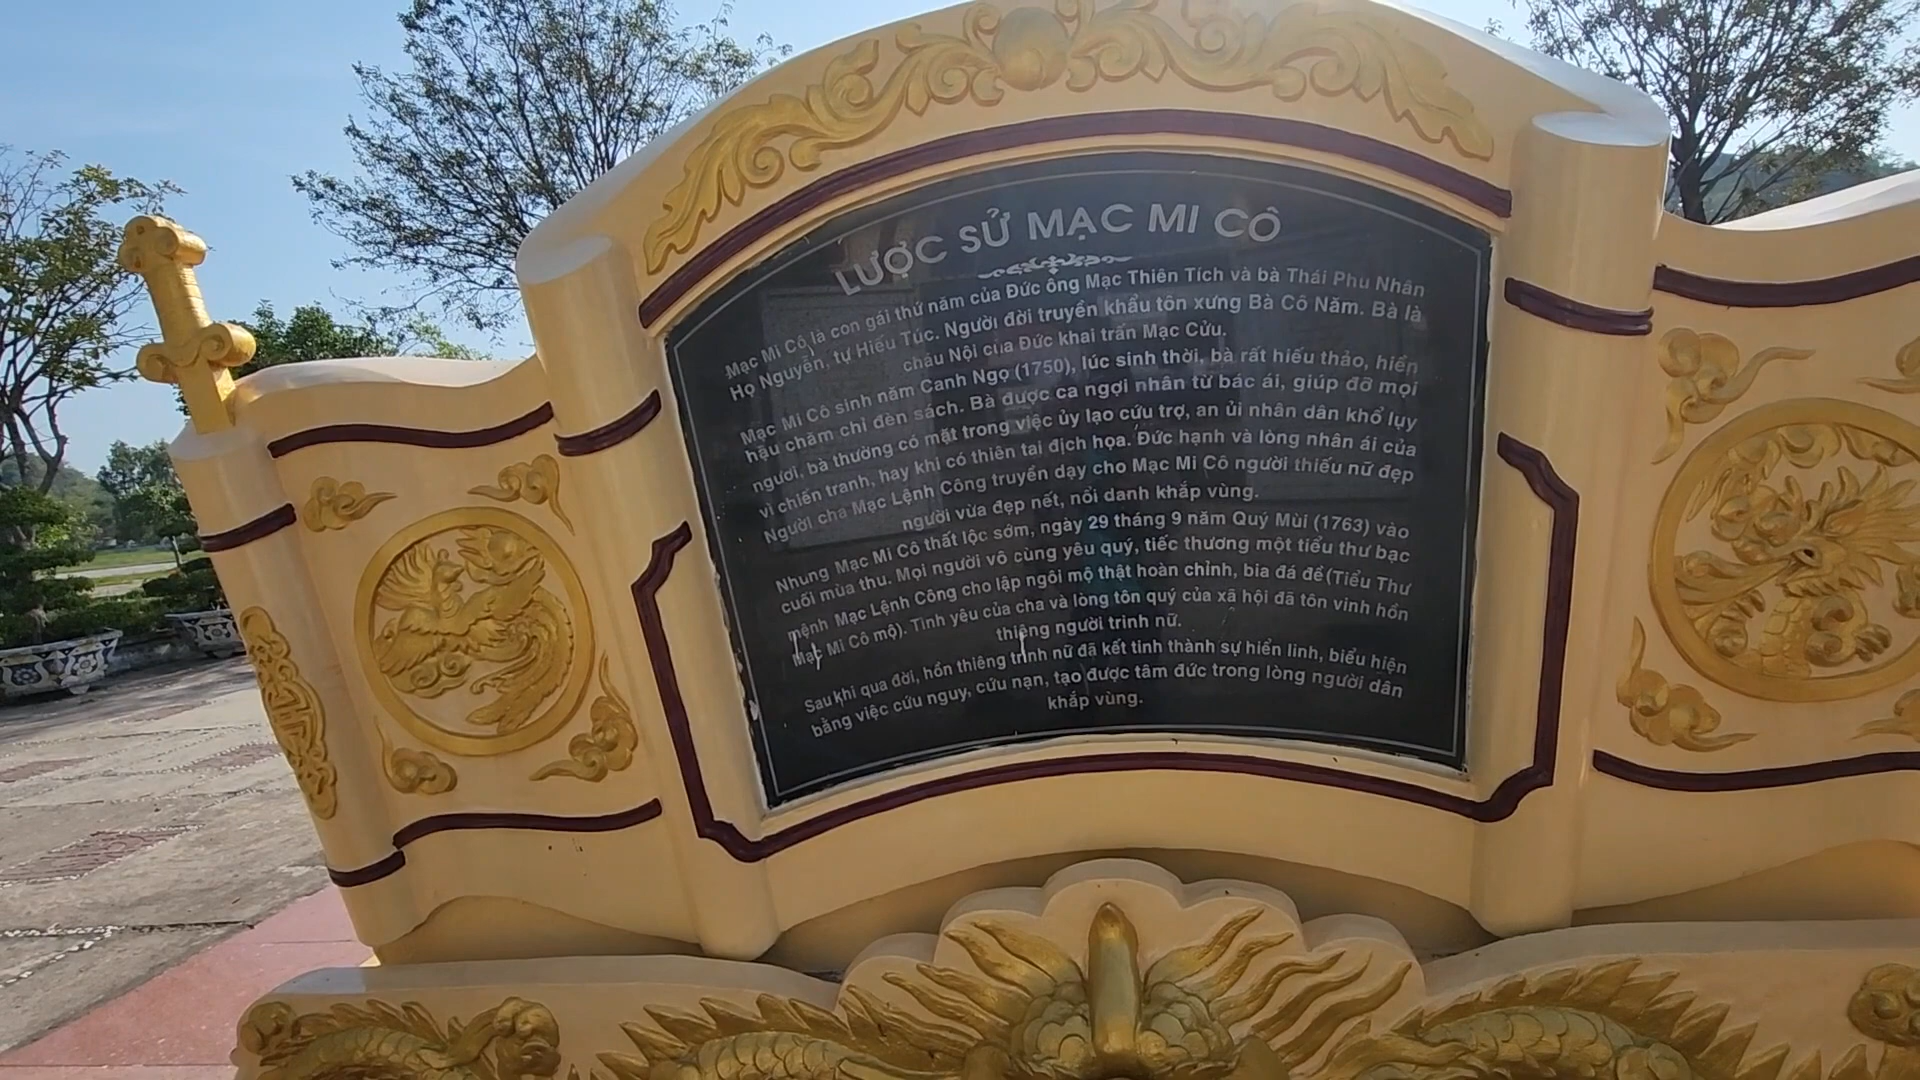 LƯỢC SỬ MẠC MI CÔ
Mạc Mi Cô là con gái thứ năm của Đức ông Mạc Thiên Tích và bà Thái Phu Nhân
Họ Nguyễn, tự Hiếu Túc. Người đời truyền khẩu tôn xưng Bà Cô Năm. Bà là
cháu Nội của Đức khai trấn Mạc Cửu.
Mạc Mi Cô sinh năm Canh Ngọ (1750), lúc sinh thời, bà rất hiếu thảo, hiền
hậu chăm chỉ đèn sách. Bà được ca ngợi nhân từ bác ái, giúp đỡ mọi
người, bà thường có mặt trong việc ủy lạo cứu trợ, an ủi nhân dân khổ lụy
vì chiến tranh, hay khi có thiên tai địch họa. Đức hạnh và lòng nhân ái của
Người cha Mạc Lệnh Công truyền dạy cho Mạc Mi Cô người thiếu nữ đẹp
người vừa đẹp nết, nổi danh khắp vùng.
Nhưng Mạc Mi Cô thất lộc sớm, ngày 29 tháng 9 năm Quý Mùi (1763) vào
cuối mùa thu. Mọi người vô cùng yêu quý, tiếc thương một tiểu thư bạc
mệnh Mạc Lệnh Công cho lập ngôi mộ thật hoàn chỉnh, bia đá đề (Tiểu Thư
Mạc Mi Cô mộ). Tình yêu của cha và lòng tôn quý của xã hội đã tôn vinh hồn
thiêng người trinh nữ.
Sau khi qua đời, hồn thiêng trinh nữ đã kết tinh thành sự hiển linh, biểu hiện
bằng việc cứu nguy, cứu nạn, tạo được tâm đức trong lòng người dân
khắp vùng.